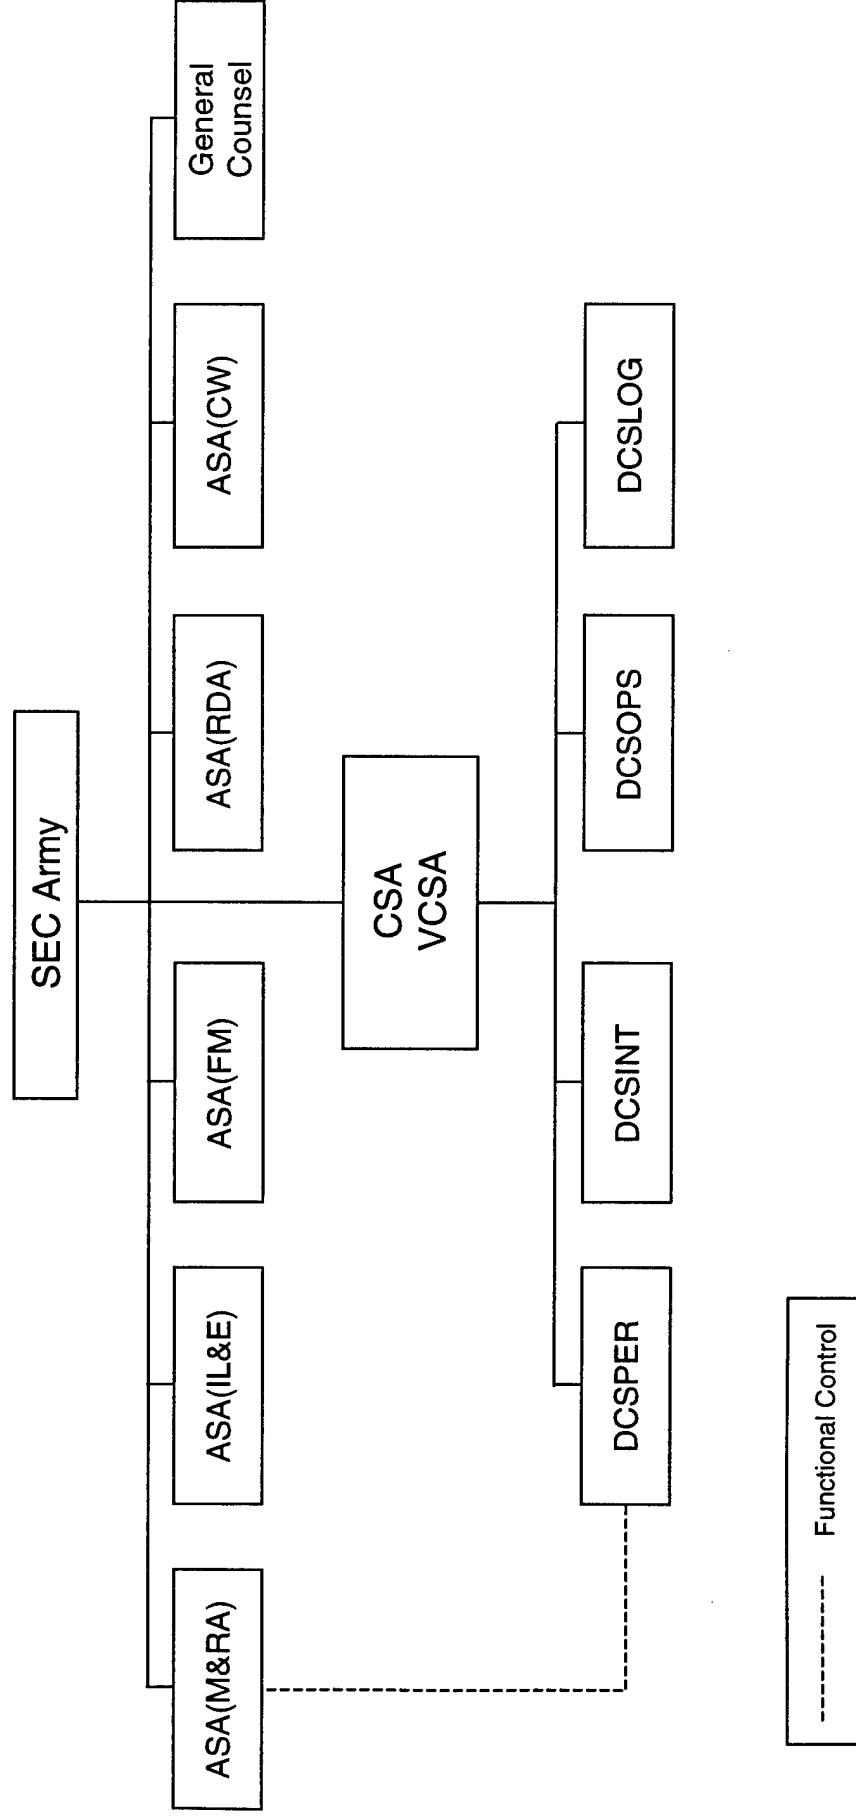 SEC Army
ASA(M&RA)
ASA(IL&E)
ASA(FM)
ASA(RDA)
ASA(CW)
General
Counsel
CSA
VCSA
DCSPER
DCSINT
DCSOPS
DCSLOG
Functional Control